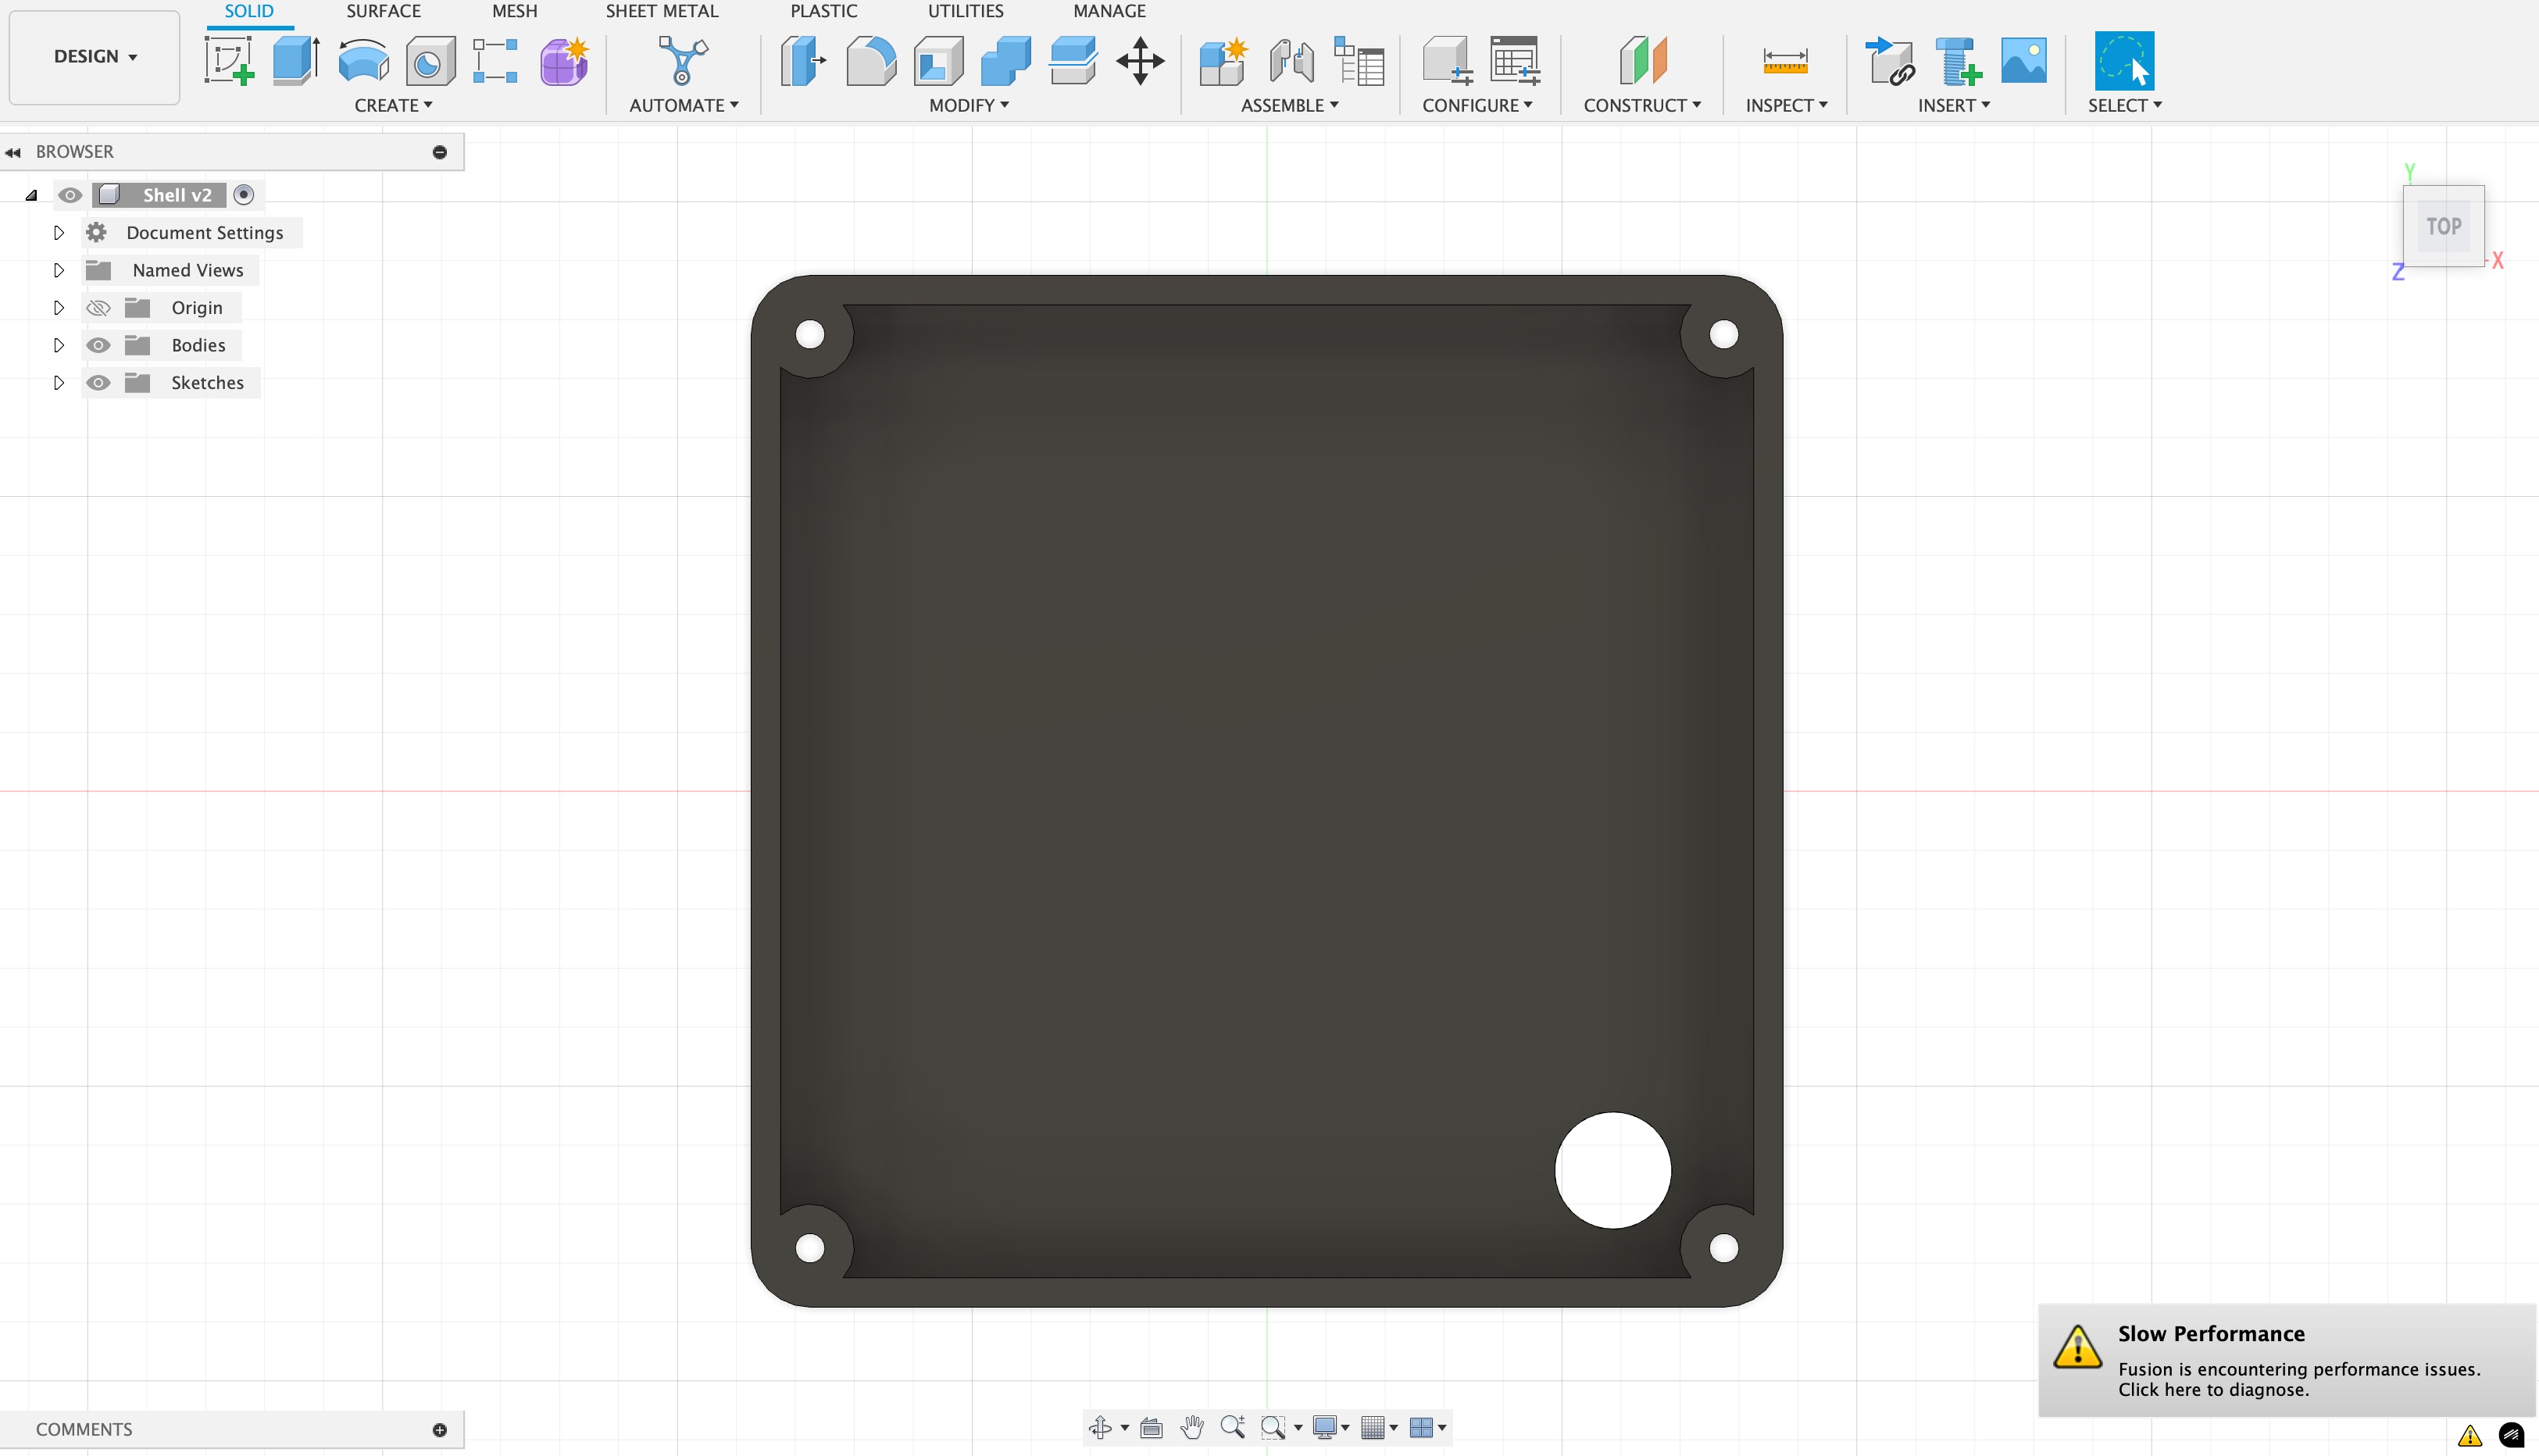 SOLID SURFACE MESH SHEET METAL PLASTIC UTILITIES MANAGE
DESIGN
CREATE AUTOMATE MODIFY ASSEMBLE CONFIGURE CONSTRUCT INSPECT INSERT SELECT
BROWSER
Shell v2
Document Settings
Named Views
Origin
Bodies
Sketches
Y
TOP
X
Z
Slow Performance
Fusion is encountering performance issues.
Click here to diagnose.
COMMENTS